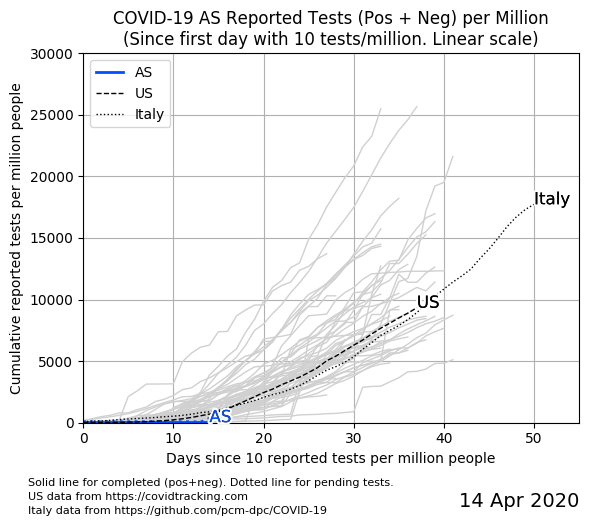 COVID-19 AS Reported Tests (Pos + Neg) per Million
(Since first day with 10 tests/million. Linear scale)
Cumulative reported tests per million people
30000
25000
20000
15000
10000
5000
0
AS
US
Italy
Italy
US
AS
0 10 20 30 40 50
Days since 10 reported tests per million people
Solid line for completed (pos+neg). Dotted line for pending tests.
US data from https://covidtracking.com
Italy data from https://github.com/pcm-dpc/COVID-19
14 Apr 2020